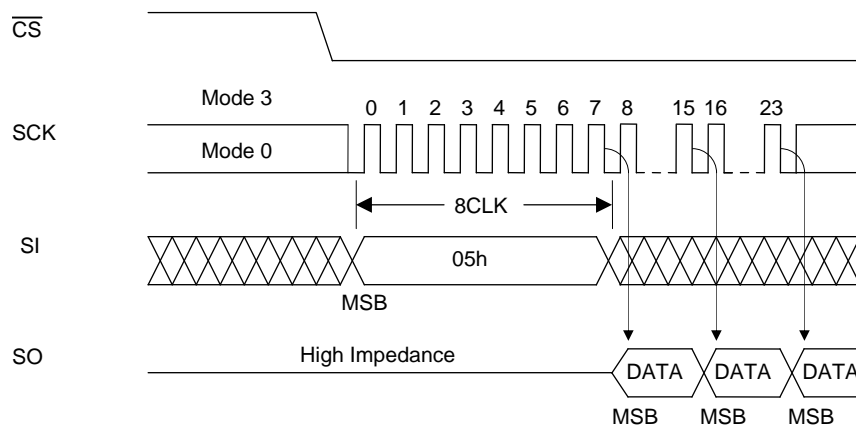 CS
Mode 3
0 1 2 3 4 5 6 7 8 15 16 23
SCK
Mode 0
8CLK
SI
05h
MSB
SO
High Impedance
DATA DATA DATA
MSB MSB MSB